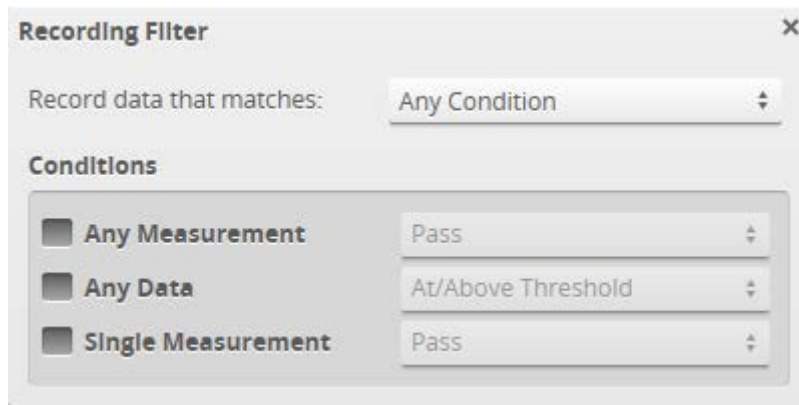 Recording Filter ×
Record data that matches: Any Condition
Conditions
Any Measurement Pass
Any Data At/Above Threshold
Single Measurement Pass